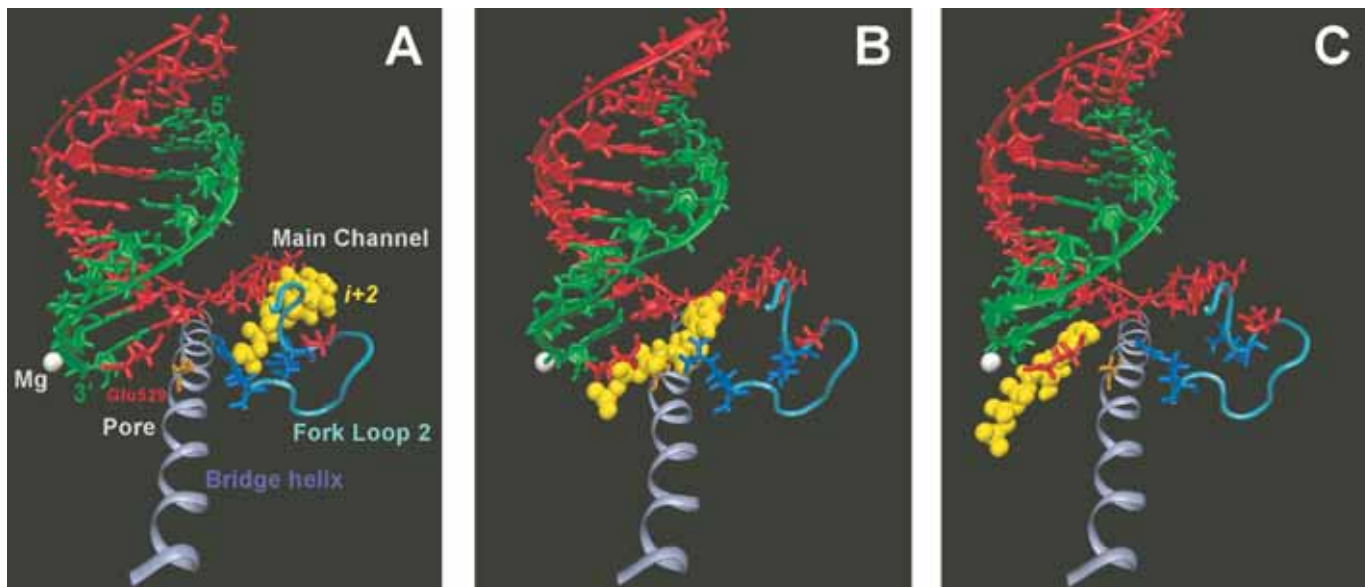 A
B
C
5'
Main Channel
i+2
Mg
3'
Glu529
Pore
Fork Loop 2
Bridge helix